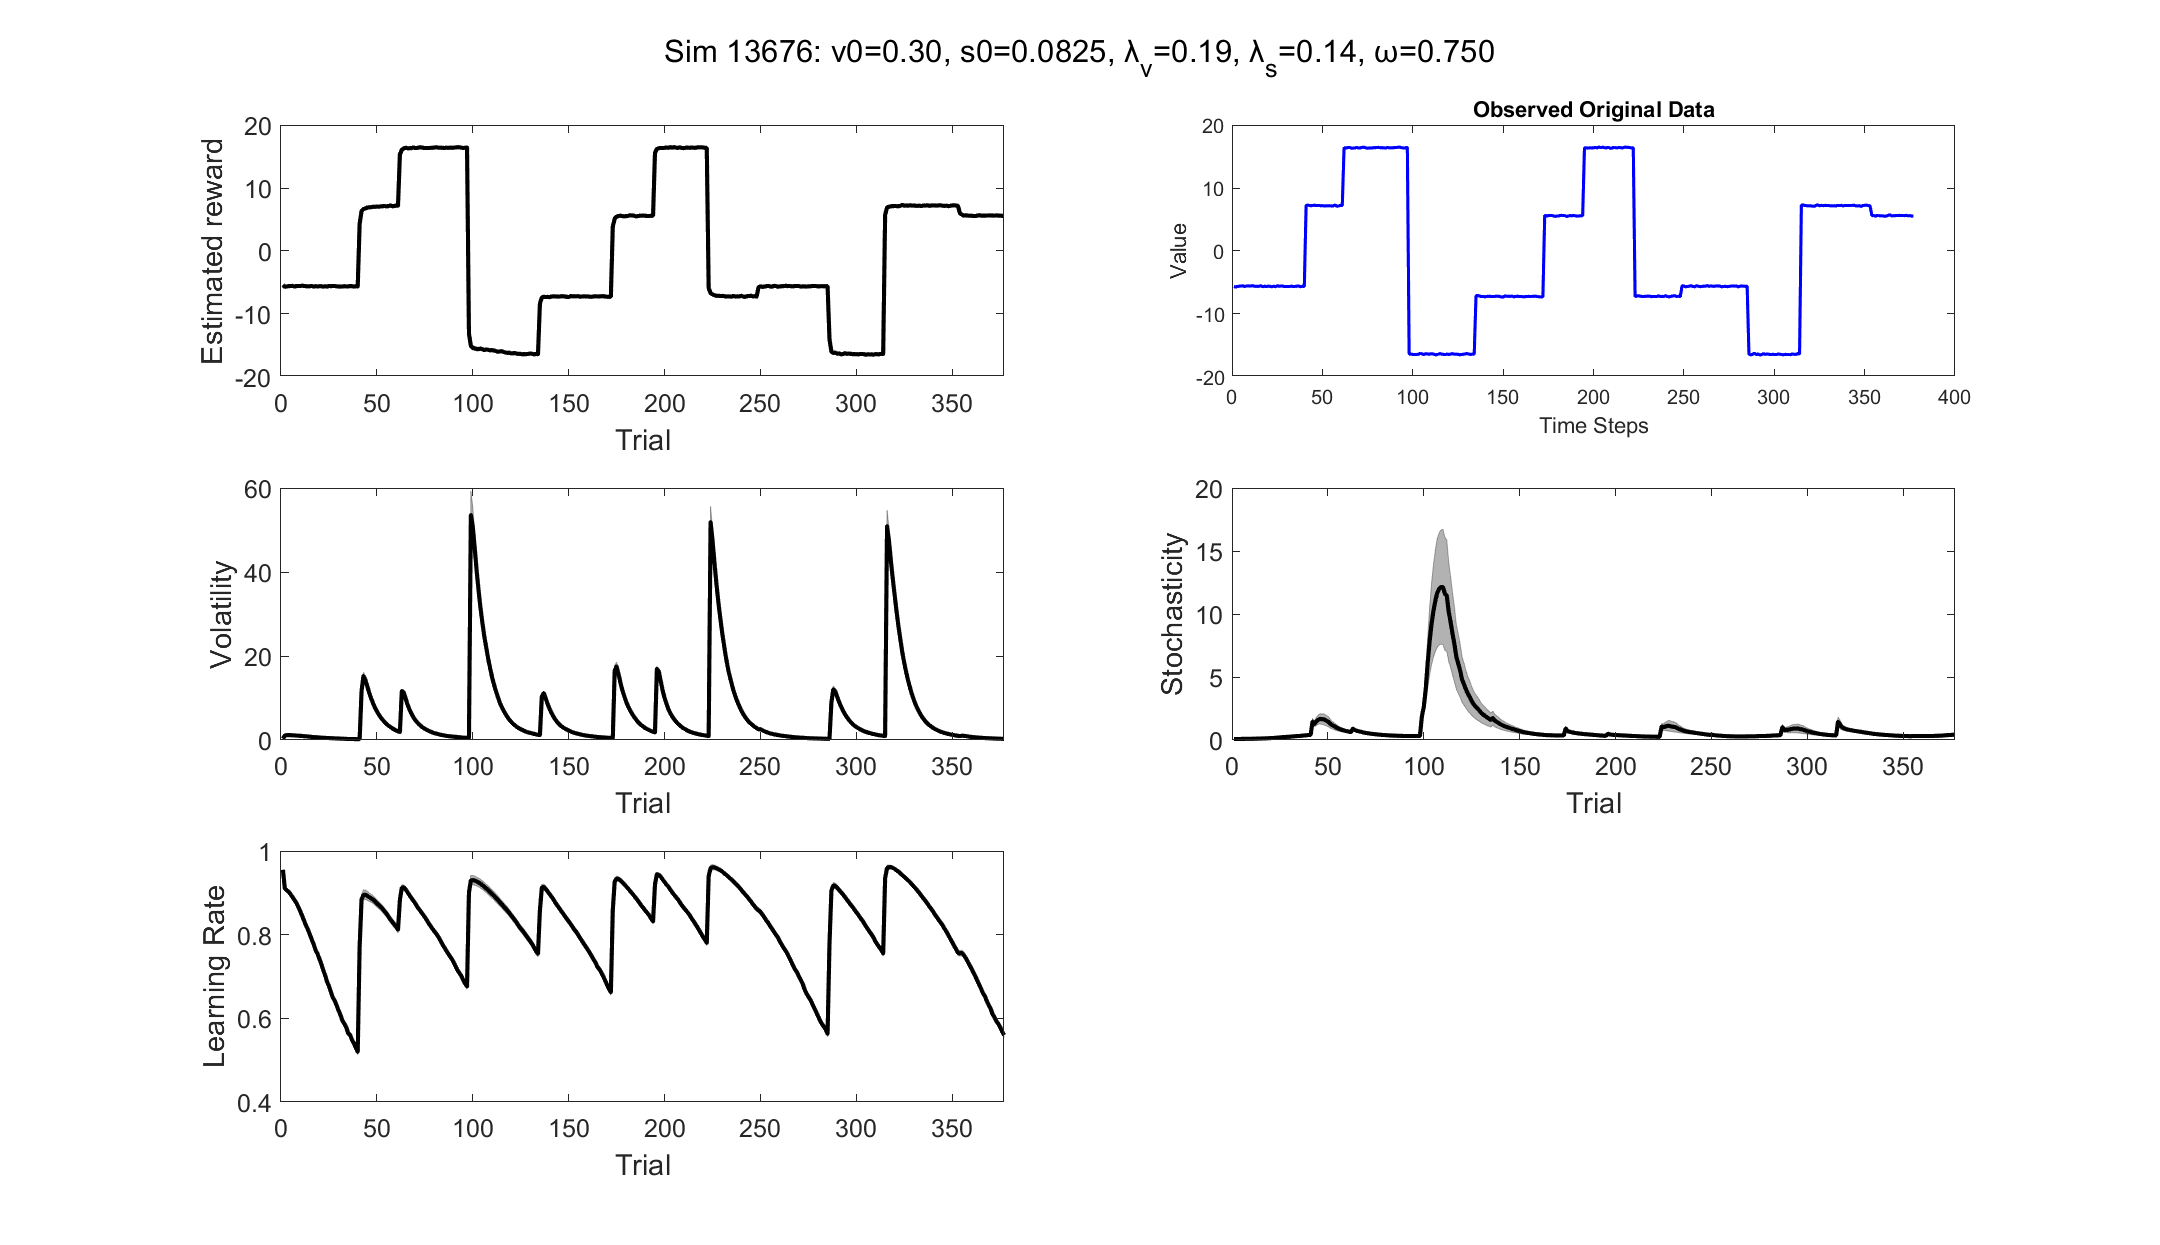 Sim 13676: v0=0.30, s0=0.0825, λ_v=0.19, λ_s=0.14, ω=0.750
Estimated reward
20
10
0
-10
-20
0 50 100 150 200 250 300 350
Trial
Observed Original Data
Value
20
10
0
-10
-20
0 50 100 150 200 250 300 350 400
Time Steps
Volatility
60
40
20
0
0 50 100 150 200 250 300 350
Trial
Stochasticity
20
15
10
5
0
0 50 100 150 200 250 300 350
Trial
Learning Rate
1
0.8
0.6
0.4
0 50 100 150 200 250 300 350
Trial